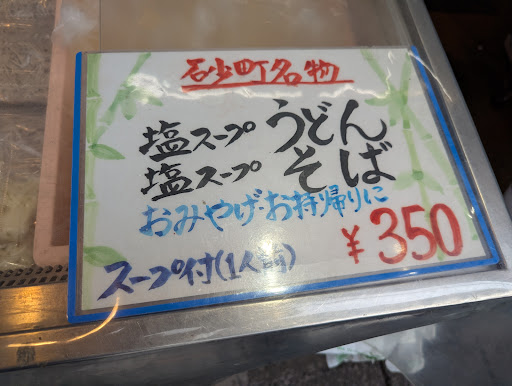 砂町名物
塩スープ うどん
塩スープ そば
おみやげ・お持帰りに
¥350
スープ付(1人前)